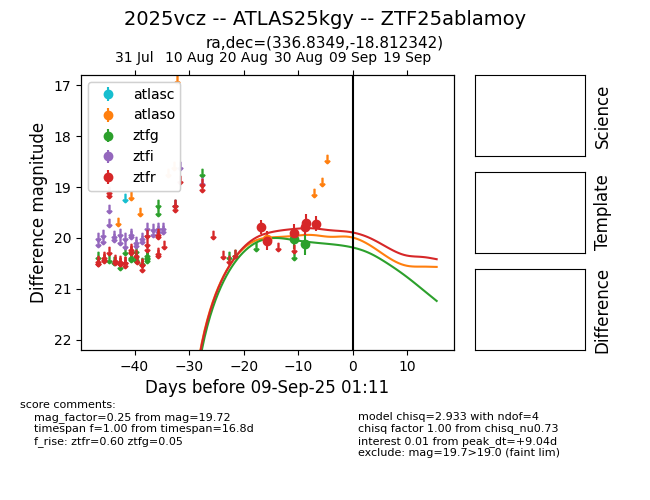 2025vcz -- ATLAS25kgy -- ZTF25ablamoy
ra,dec=(336.8349,-18.812342)
31 Jul 10 Aug 20 Aug 30 Aug 09 Sep 19 Sep
17
18
19
20
21
22
Difference magnitude
atlasc
atlaso
ztfg
ztfi
ztfr
−40 −30 −20 −10 0 10
Days before 09-Sep-25 01:11
Science
Template
Difference
score comments:
mag_factor=0.25 from mag=19.72
timespan f=1.00 from timespan=16.8d
f_rise: ztfr=0.60 ztfg=0.05
model chisq=2.933 with ndof=4
chisq factor 1.00 from chisq_nu0.73
interest 0.01 from peak_dt=+9.04d
exclude: mag=19.7>19.0 (faint lim)